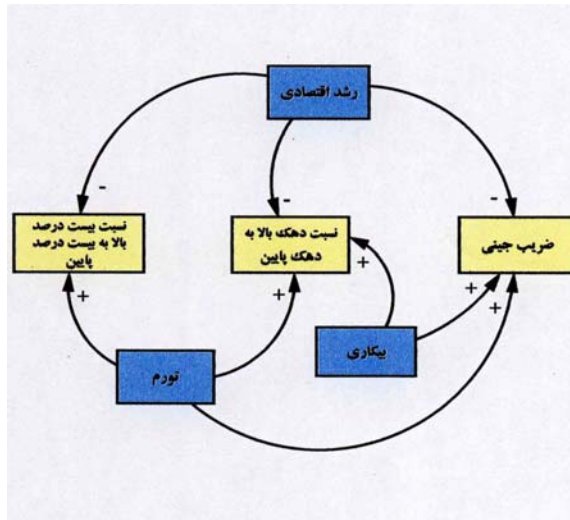 رشد اقتصادی
-
-
-
نسبت بیست درصد
بالا به بیست درصد
پایین
نسبت دهک بالا به
دهک پایین
ضریب جینی
+
+
+
+
+
بیکاری
تورم